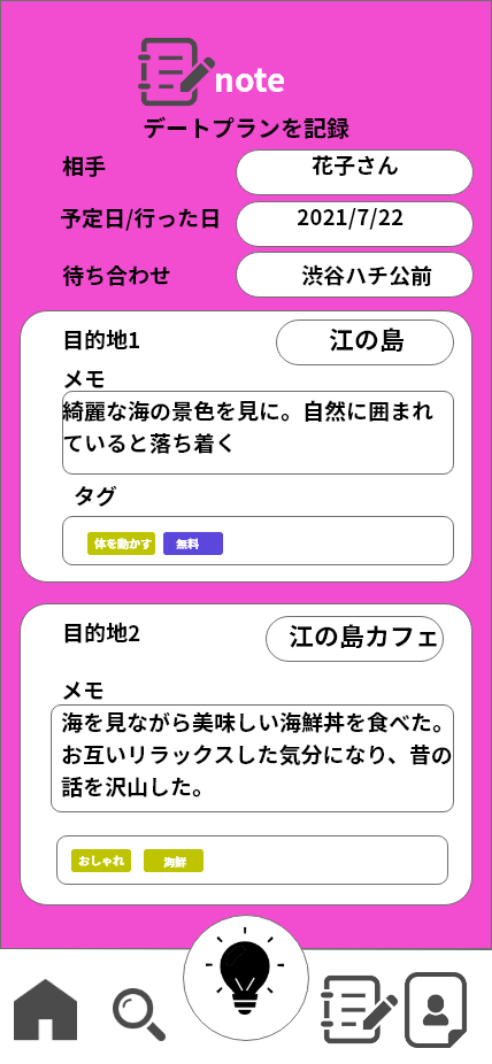 note
デートプランを記録
相手
花子さん
予定日/行った日
2021/7/22
待ち合わせ
渋谷ハチ公前
目的地1
江の島
メモ
綺麗な海の景色を見に。自然に囲まれ
ていると落ち着く
タグ
体を動かす
無料
目的地2
江の島カフェ
メモ
海を見ながら美味しい海鮮丼を食べた。
お互いリラックスした気分になり、昔の
話を沢山した。
おしゃれ
海鮮